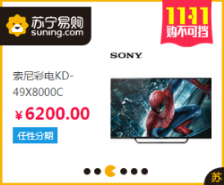 苏宁易购
suning.com
11.11
购不可挡
SONY
索尼彩电KD-
49X8000C
¥6200.00
任性分期
苏